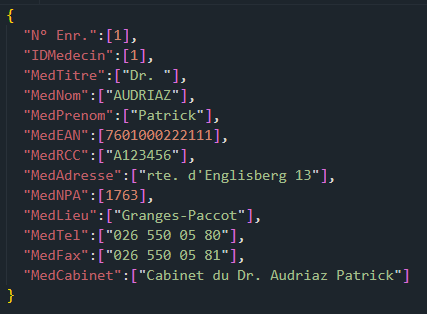 {
"N° Enr.":[1],
"IDMedecin":[1],
"MedTitre":["Dr. "],
"MedNom":["AUDRIAZ"],
"MedPrenom":["Patrick"],
"MedEAN":[7601000222111],
"MedRCC":["A123456"],
"MedAdresse":["rte. d'Englisberg 13"],
"MedNPA":[1763],
"MedLieu":["Granges-Paccot"],
"MedTel":["026 550 05 80"],
"MedFax":["026 550 05 81"],
"MedCabinet":["Cabinet du Dr. Audriaz Patrick"]
}